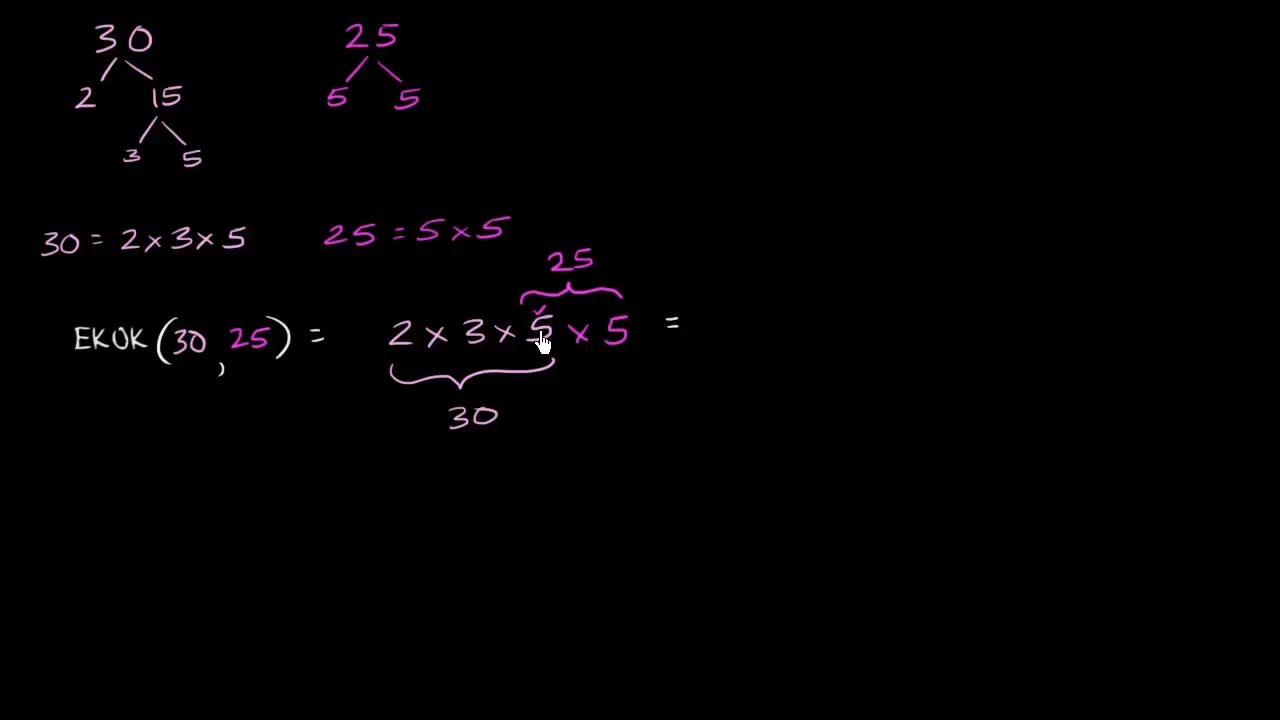 30 25
2 15 5 5
3 5
30 = 2 × 3 × 5 25 = 5 × 5
25
EKOK (30, 25) = 2 × 3 × 5 × 5 =
30